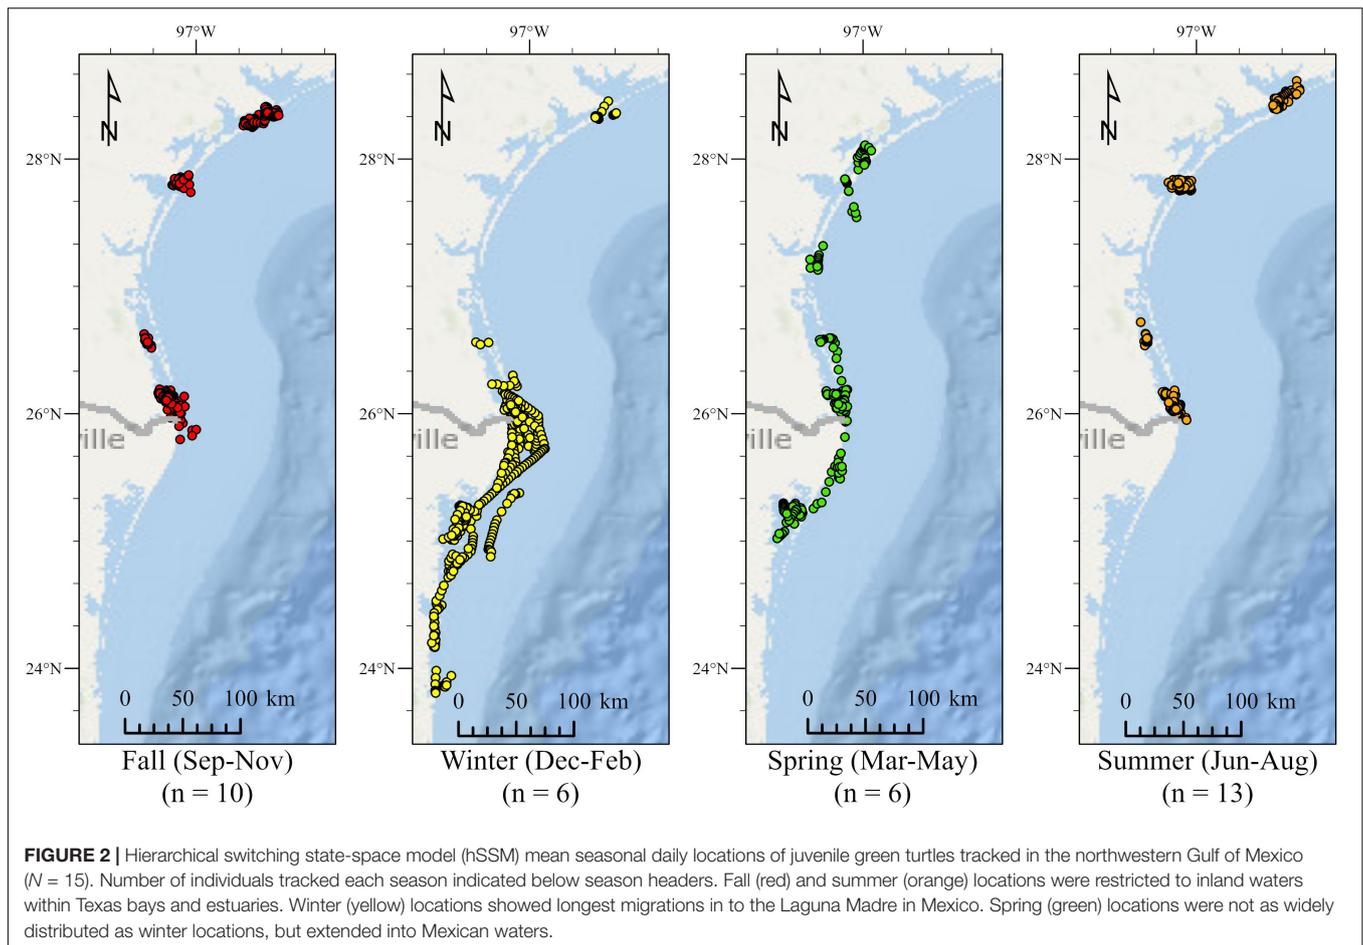 97°W 97°W 97°W 97°W
N N N N
28°N 28°N 28°N 28°N
26°N 26°N 26°N 26°N
ville ville ville ville
24°N 24°N 24°N 24°N
0 50 100 km 0 50 100 km 0 50 100 km 0 50 100 km
Fall (Sep-Nov) Winter (Dec-Feb) Spring (Mar-May) Summer (Jun-Aug)
(n = 10) (n = 6) (n = 6) (n = 13)
FIGURE 2 | Hierarchical switching state-space model (hSSM) mean seasonal daily locations of juvenile green turtles tracked in the northwestern Gulf of Mexico
(N = 15). Number of individuals tracked each season indicated below season headers. Fall (red) and summer (orange) locations were restricted to inland waters
within Texas bays and estuaries. Winter (yellow) locations showed longest migrations in to the Laguna Madre in Mexico. Spring (green) locations were not as widely
distributed as winter locations, but extended into Mexican waters.